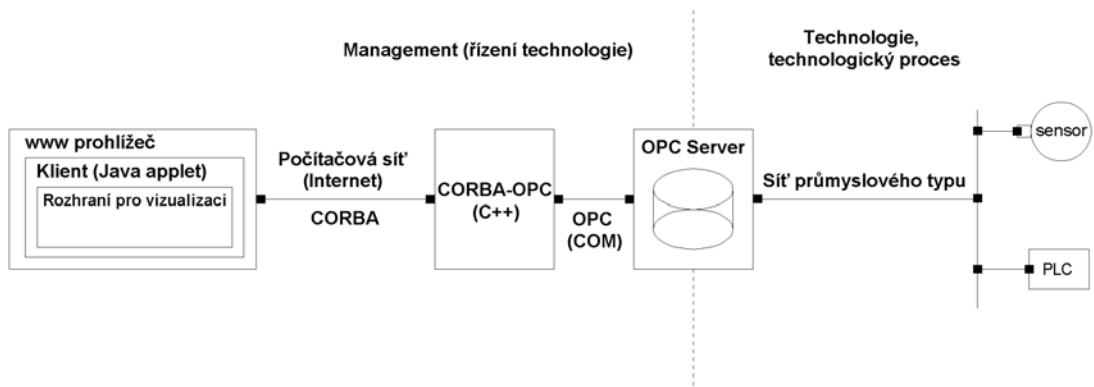 Management (řízení technologie)
Technologie,
technologický proces
www prohlížeč
Klient (Java applet)
Rozhraní pro vizualizaci
Počítačová síť
(Internet)
CORBA
CORBA-OPC
(C++)
OPC
(COM)
OPC Server
Síť průmyslového typu
sensor
PLC